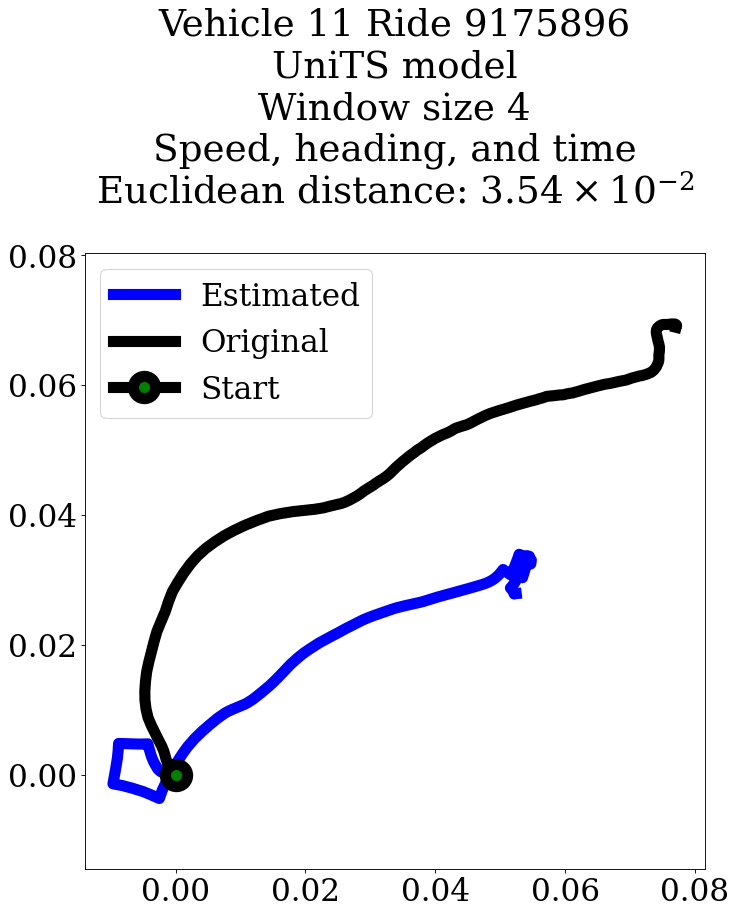 Vehicle 11 Ride 9175896
UniTS model
Window size 4
Speed, heading, and time
Euclidean distance: 3.54 × 10⁻²
0.08
Estimated
Original
Start
0.06
0.04
0.02
0.00
0.00 0.02 0.04 0.06 0.08